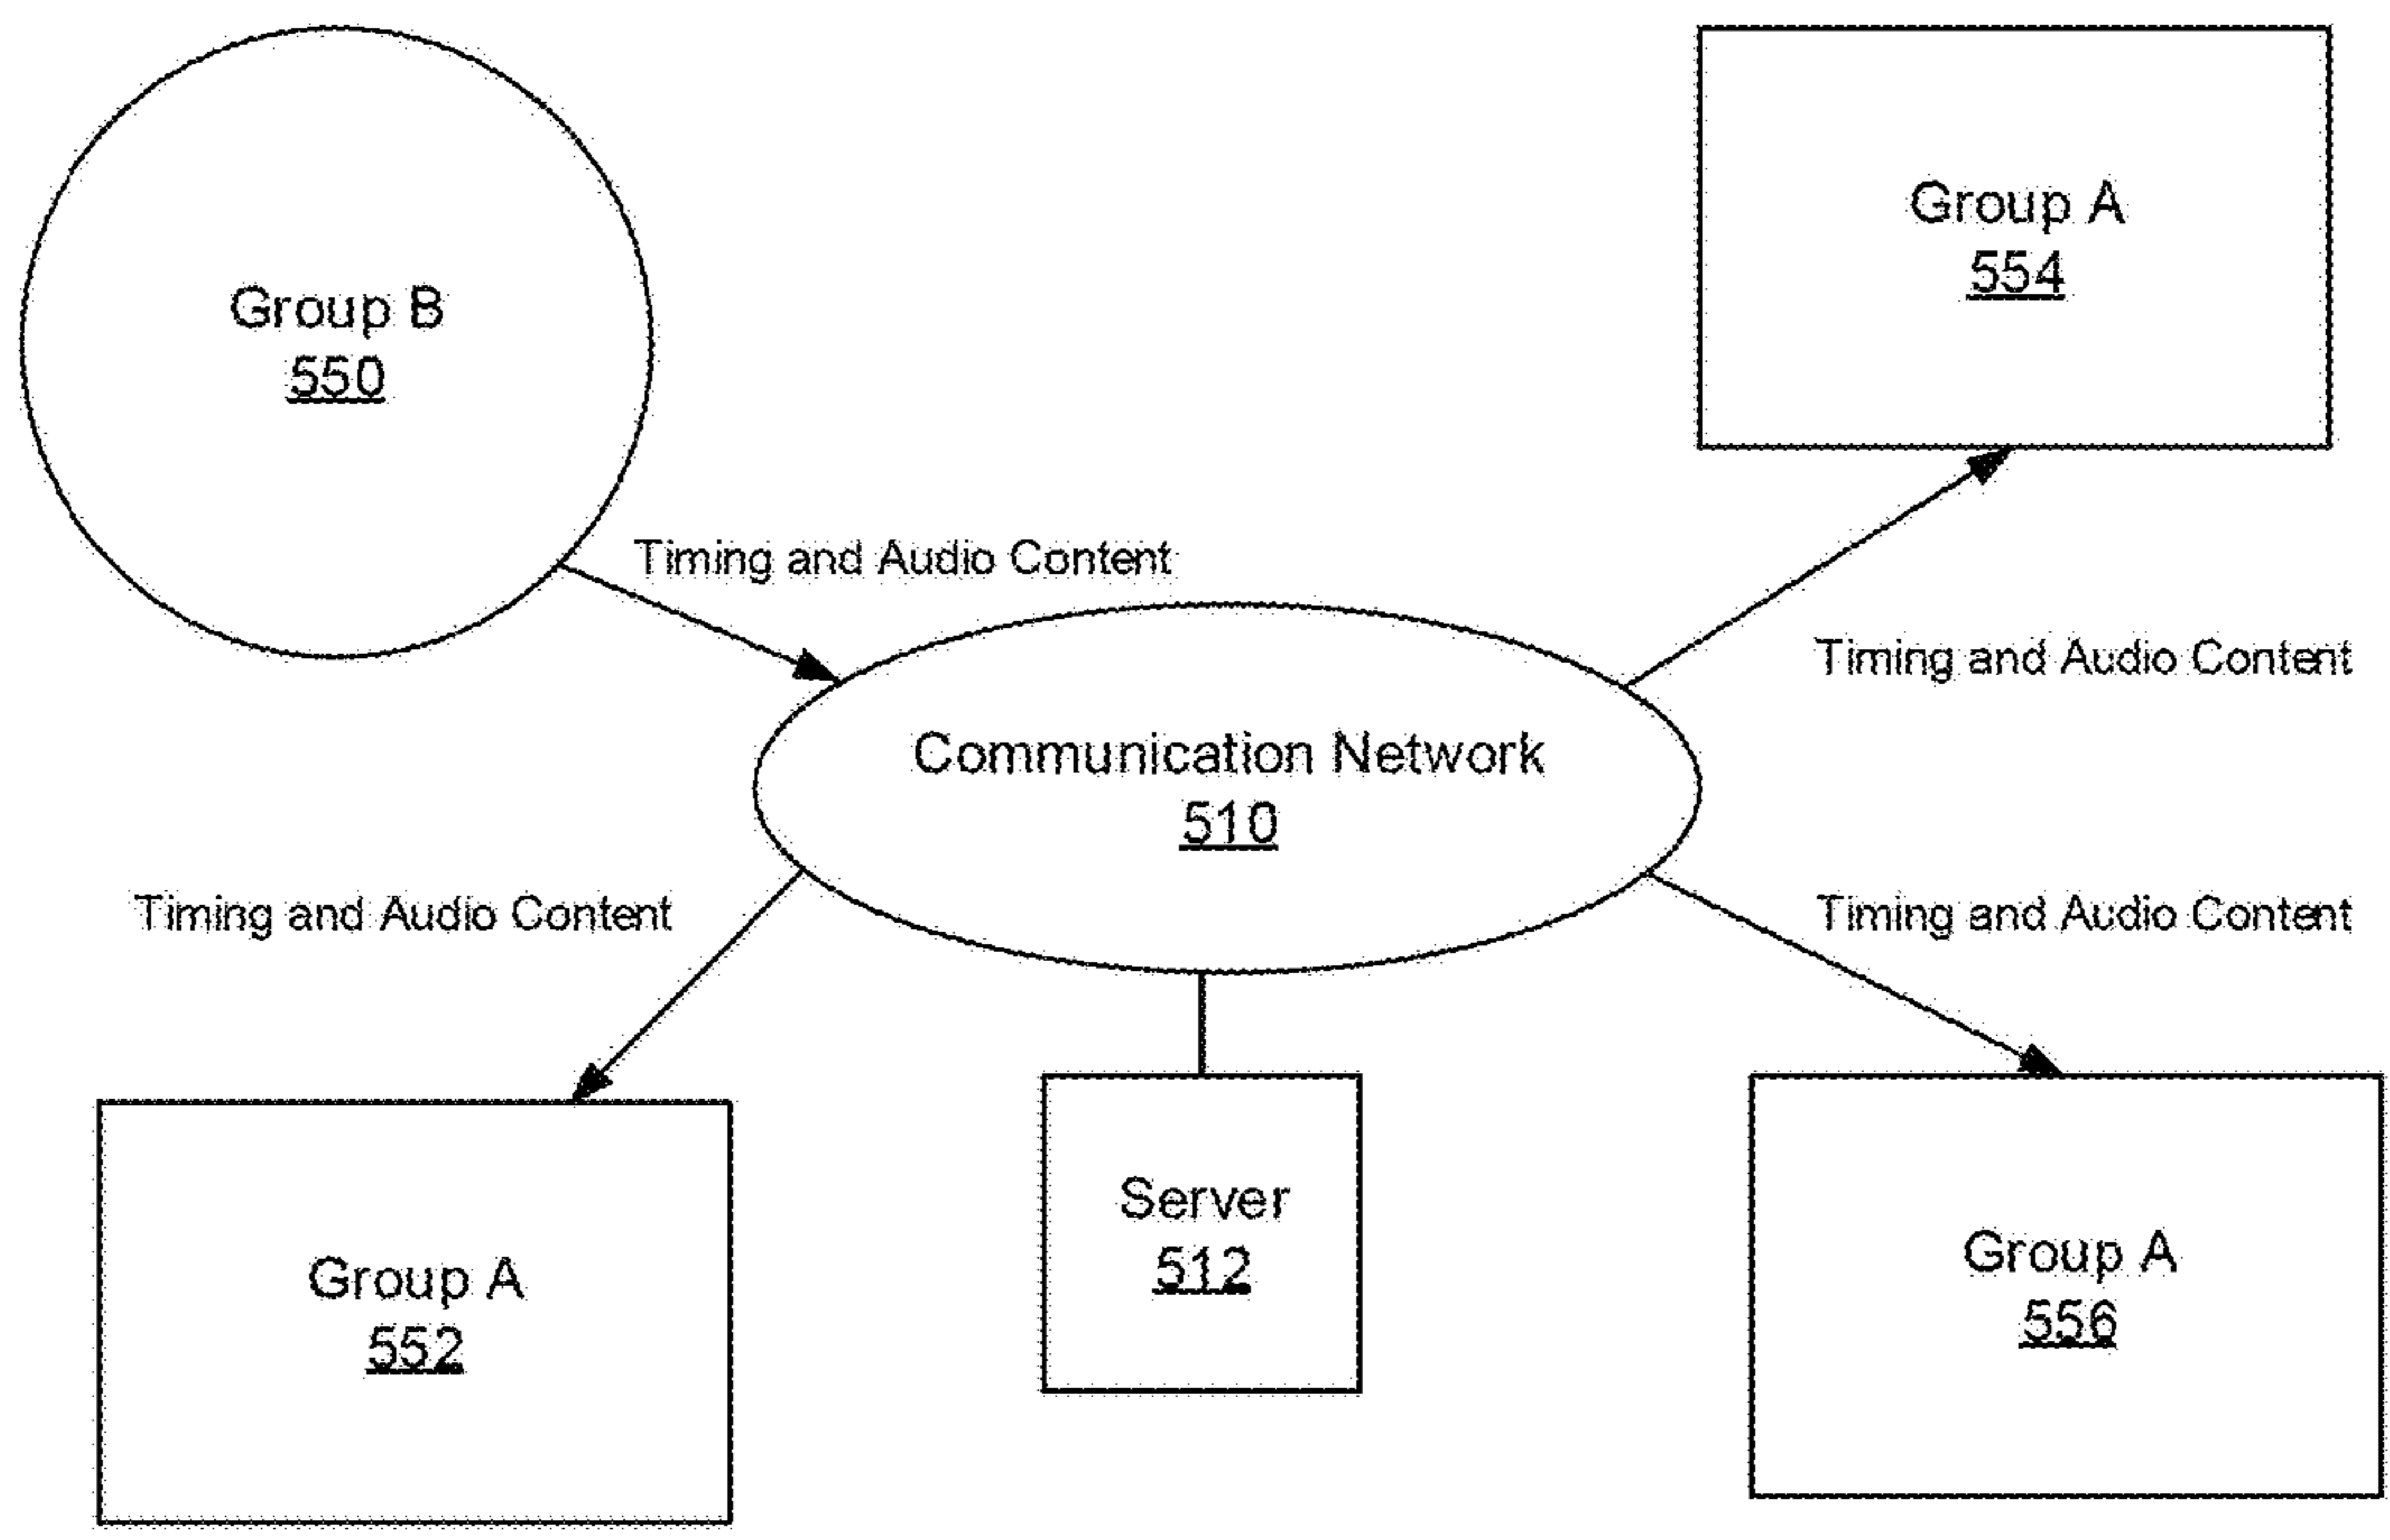 Group B
550
Group A
554
Timing and Audio Content
Timing and Audio Content
Communication Network
510
Timing and Audio Content
Timing and Audio Content
Server
512
Group A
552
Group A
556